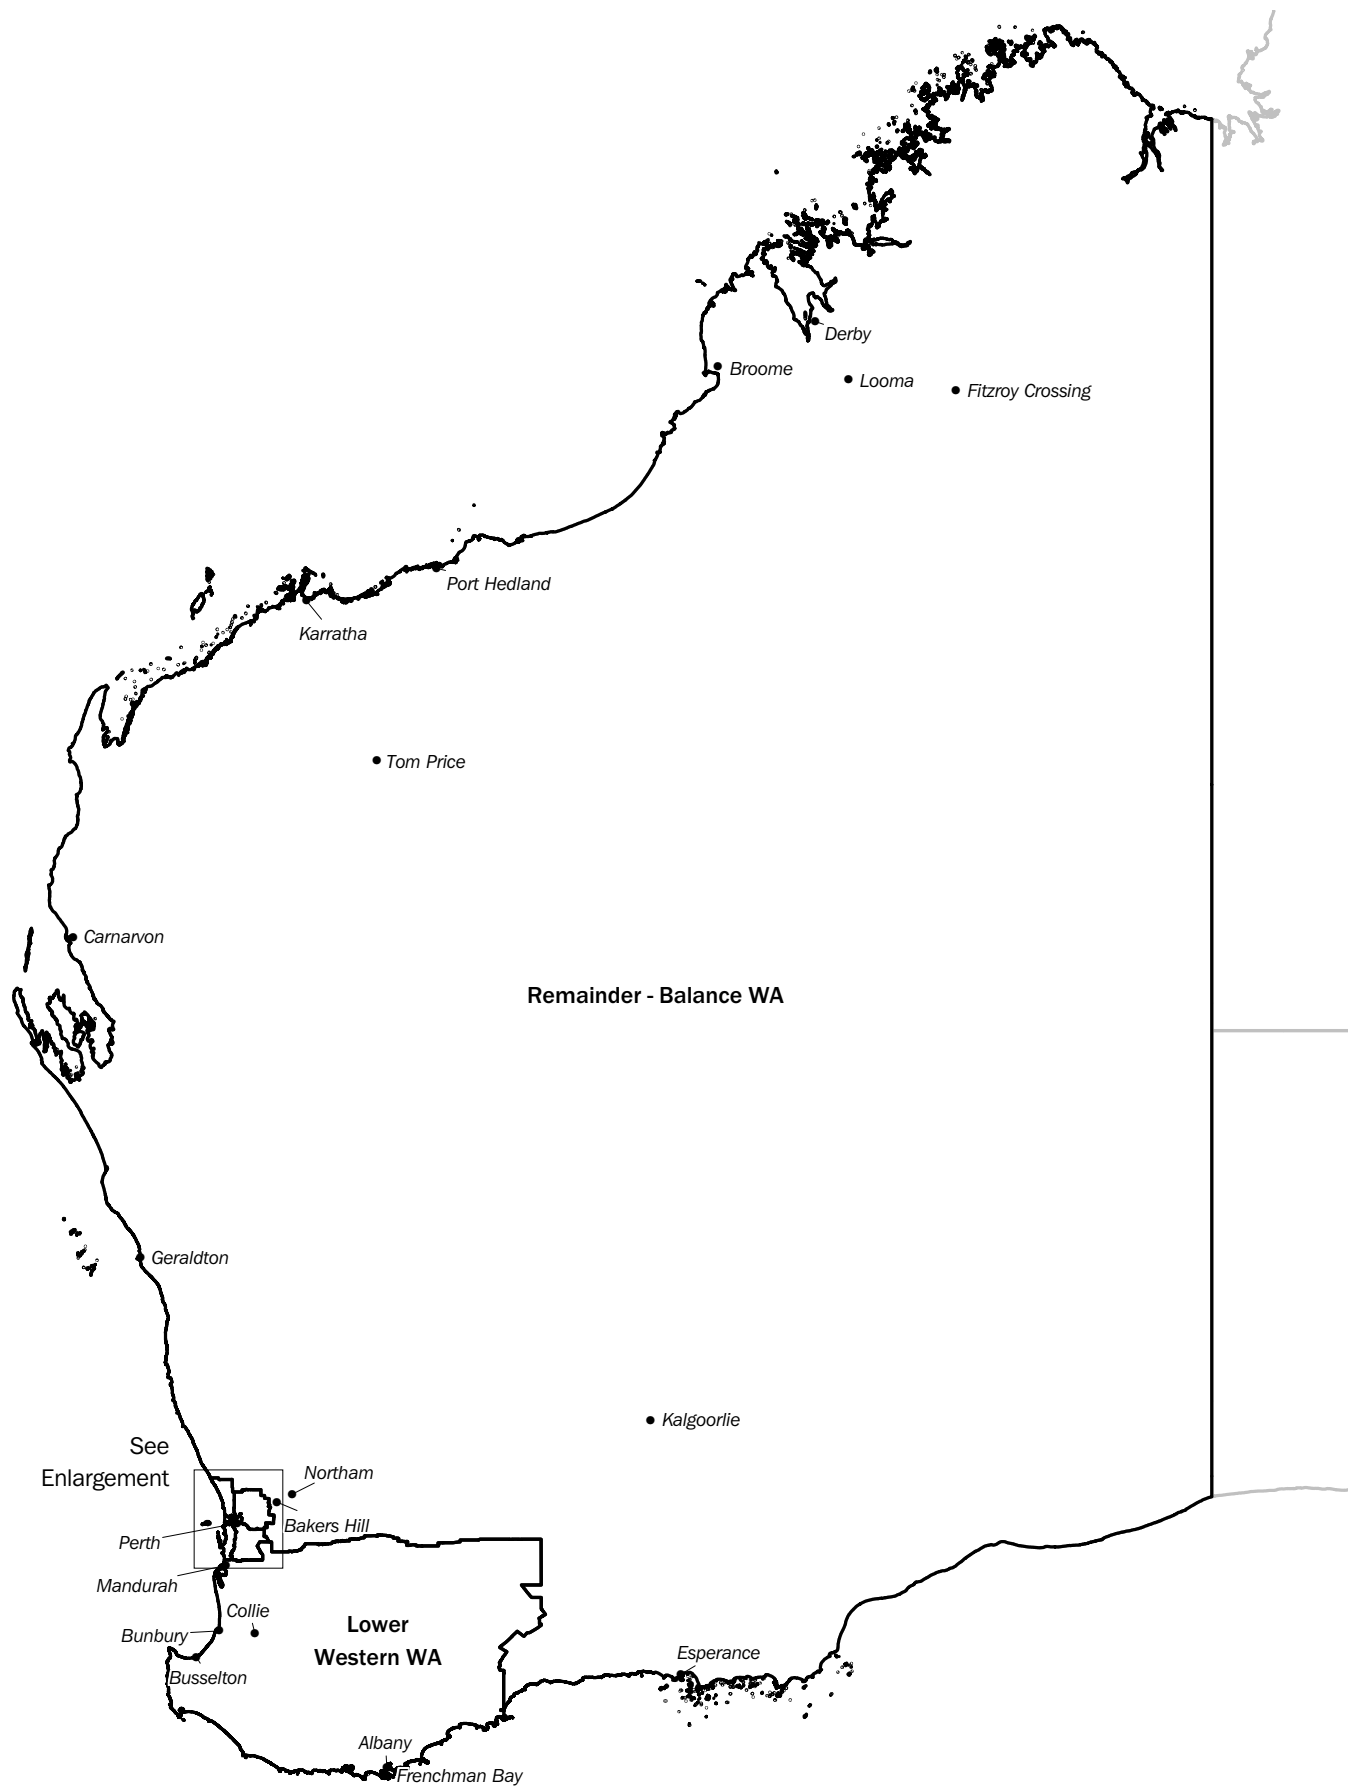 Derby
Broome
Looma
Fitzroy Crossing
Port Hedland
Karratha
Tom Price
Carnarvon
Remainder - Balance WA
Geraldton
Kalgoorlie
See
Enlargement
Northam
Bakers Hill
Perth
Mandurah
Collie
Bunbury
Lower
Western WA
Busselton
Esperance
Albany
Frenchman Bay